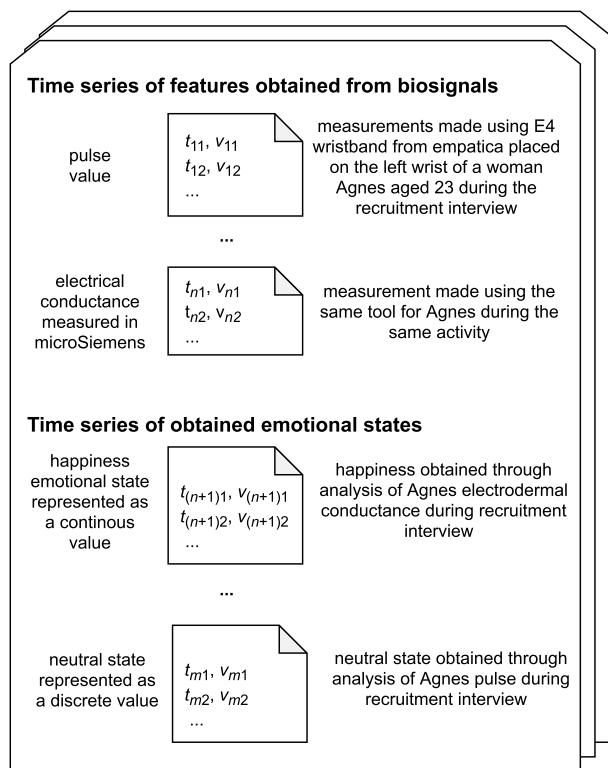 Time series of features obtained from biosignals
pulse
value
t11, v11
t12, v12
...
measurements made using E4
wristband from empatica placed
on the left wrist of a woman
Agnes aged 23 during the
recruitment interview
...
electrical
conductance
measured in
microSiemens
tn1, vn1
tn2, vn2
...
measurement made using the
same tool for Agnes during the
same activity
Time series of obtained emotional states
happiness
emotional state
represented as
a continous
value
t(n+1)1, v(n+1)1
t(n+1)2, v(n+1)2
...
happiness obtained through
analysis of Agnes electrodermal
conductance during recruitment
interview
...
neutral state
represented as
a discrete value
tm1, vm1
tm2, vm2
...
neutral state obtained through
analysis of Agnes pulse during
recruitment interview